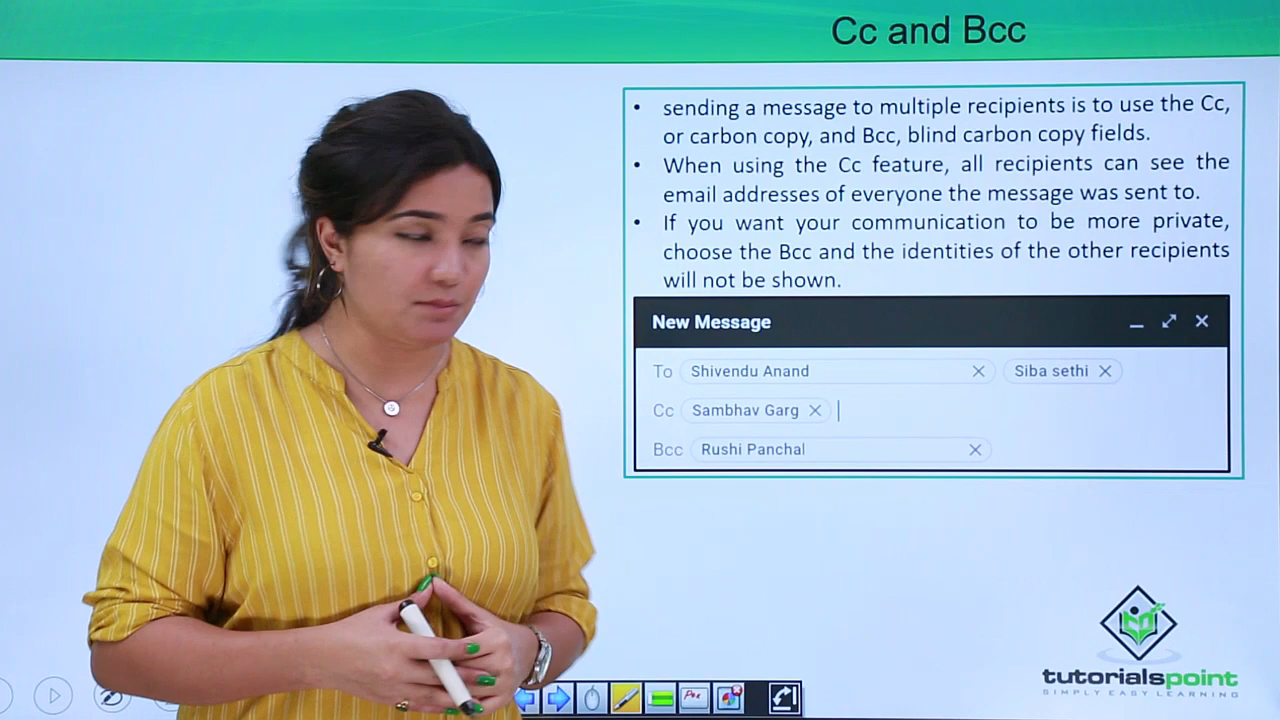 Cc and Bcc
• sending a message to multiple recipients is to use the Cc,
or carbon copy, and Bcc, blind carbon copy fields.
• When using the Cc feature, all recipients can see the
email addresses of everyone the message was sent to.
• If you want your communication to be more private,
choose the Bcc and the identities of the other recipients
will not be shown.
New Message
To Shivendu Anand Siba sethi
Cc Sambhav Garg
Bcc Rushi Panchal
tutorialspoint
SIMPLY EASY LEARNING